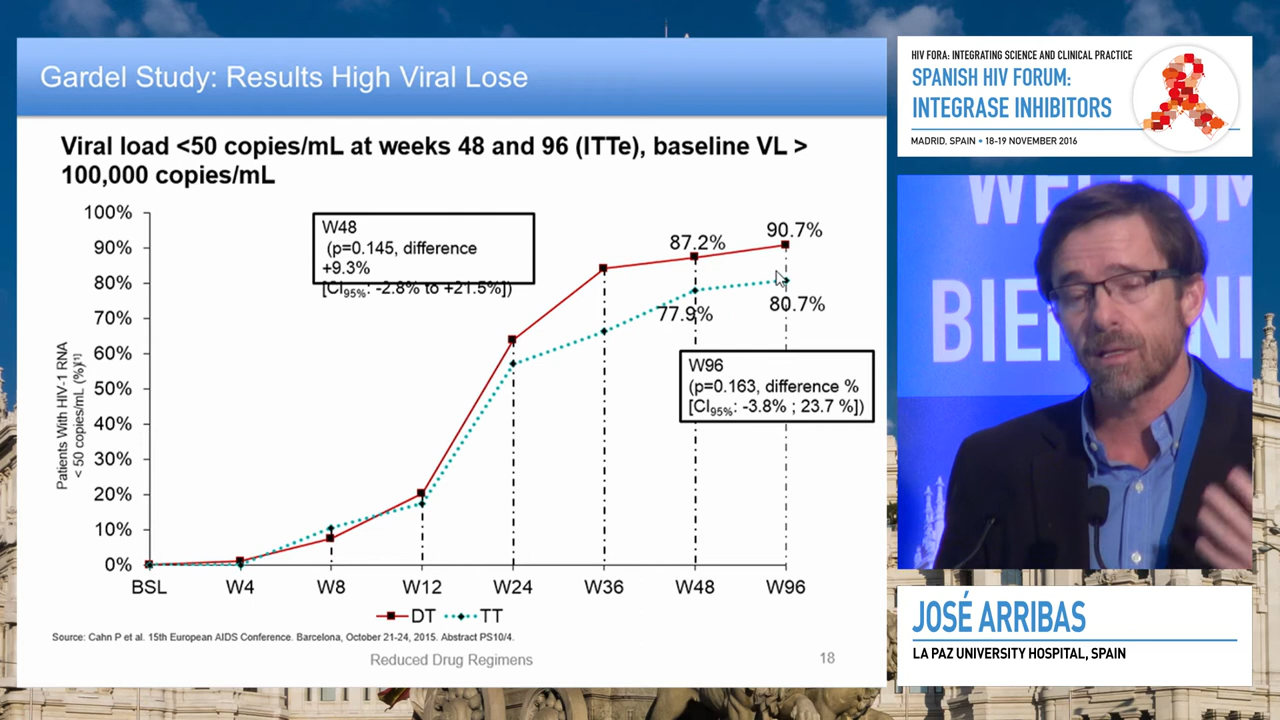 Gardel Study: Results High Viral Lose
Viral load <50 copies/mL at weeks 48 and 96 (ITTe), baseline VL >
100,000 copies/mL
100%
90%
80%
70%
60%
50%
40%
30%
20%
10%
0%
Patients With HIV-1 RNA
< 50 copies/mL (%)⁽¹⁾
W48
(p=0.145, difference
+9.3%
[CI95%: -2.8% to +21.5%])
87.2%
90.7%
77.9%
80.7%
W96
(p=0.163, difference %
[CI95%: -3.8% ; 23.7 %])
BSL W4 W8 W12 W24 W36 W48 W96
DT TT
Source: Cahn P et al. 15th European AIDS Conference. Barcelona, October 21-24, 2015. Abstract PS10/4.
Reduced Drug Regimens
18
HIV FORA: INTEGRATING SCIENCE AND CLINICAL PRACTICE
SPANISH HIV FORUM:
INTEGRASE INHIBITORS
MADRID, SPAIN • 18-19 NOVEMBER 2016
JOSÉ ARRIBAS
LA PAZ UNIVERSITY HOSPITAL, SPAIN